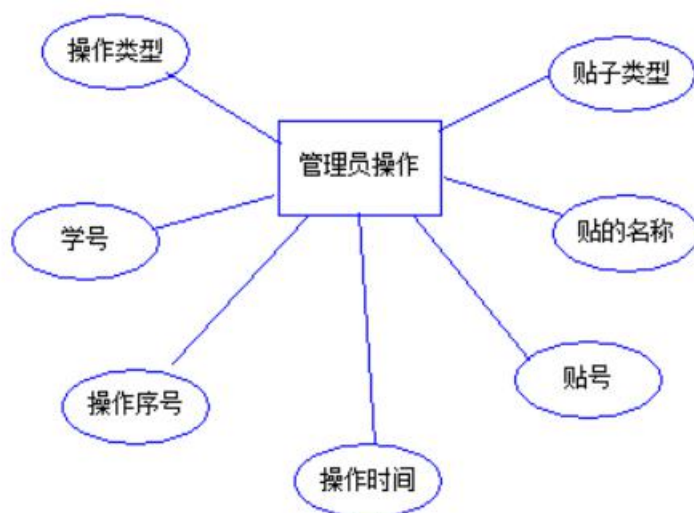 操作类型
贴子类型
管理员操作
学号
贴的名称
贴号
操作序号
操作时间